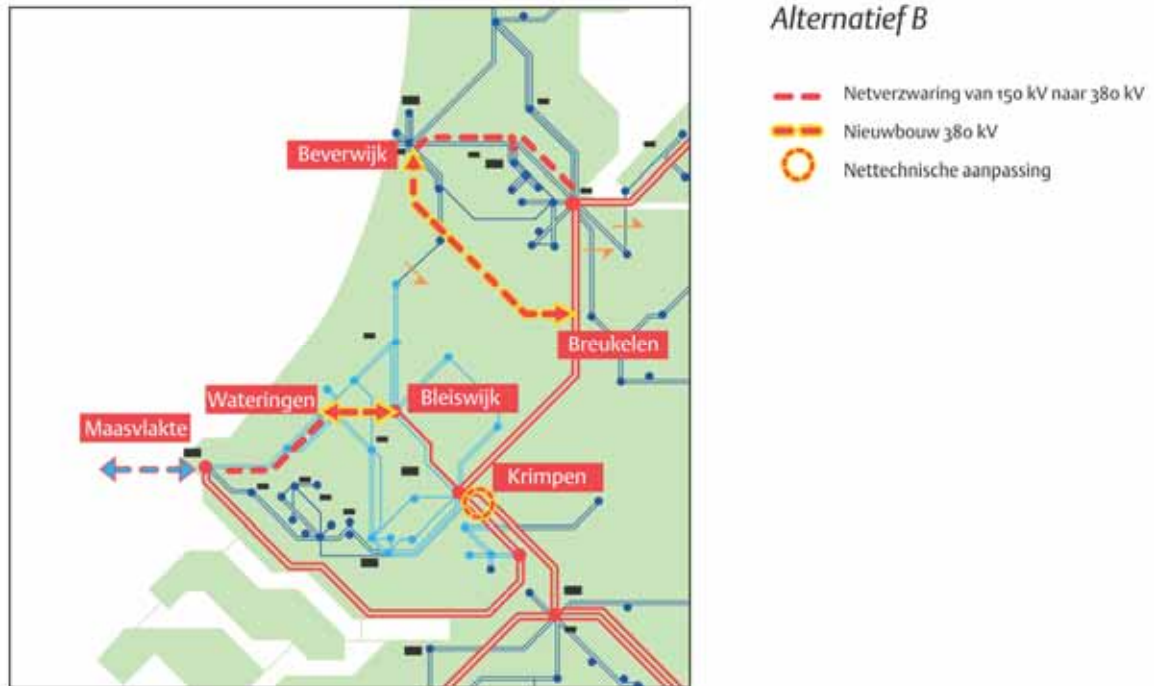 Alternatief B
Netverzwaring van 150 kV naar 380 kV
Nieuwbouw 380 kV
Nettechnische aanpassing
Beverwijk
Breukelen
Wateringen
Bleiswijk
Maasvlakte
Krimpen